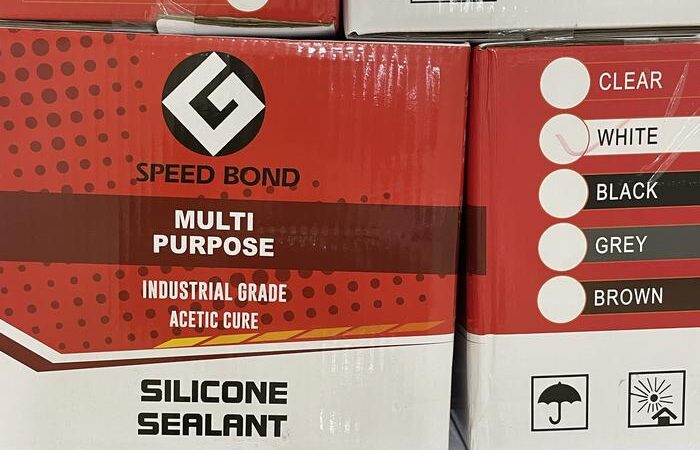 G
SPEED BOND
MULTI
PURPOSE
INDUSTRIAL GRADE
ACETIC CURE
SILICONE
SEALANT
CLEAR
WHITE
BLACK
GREY
BROWN